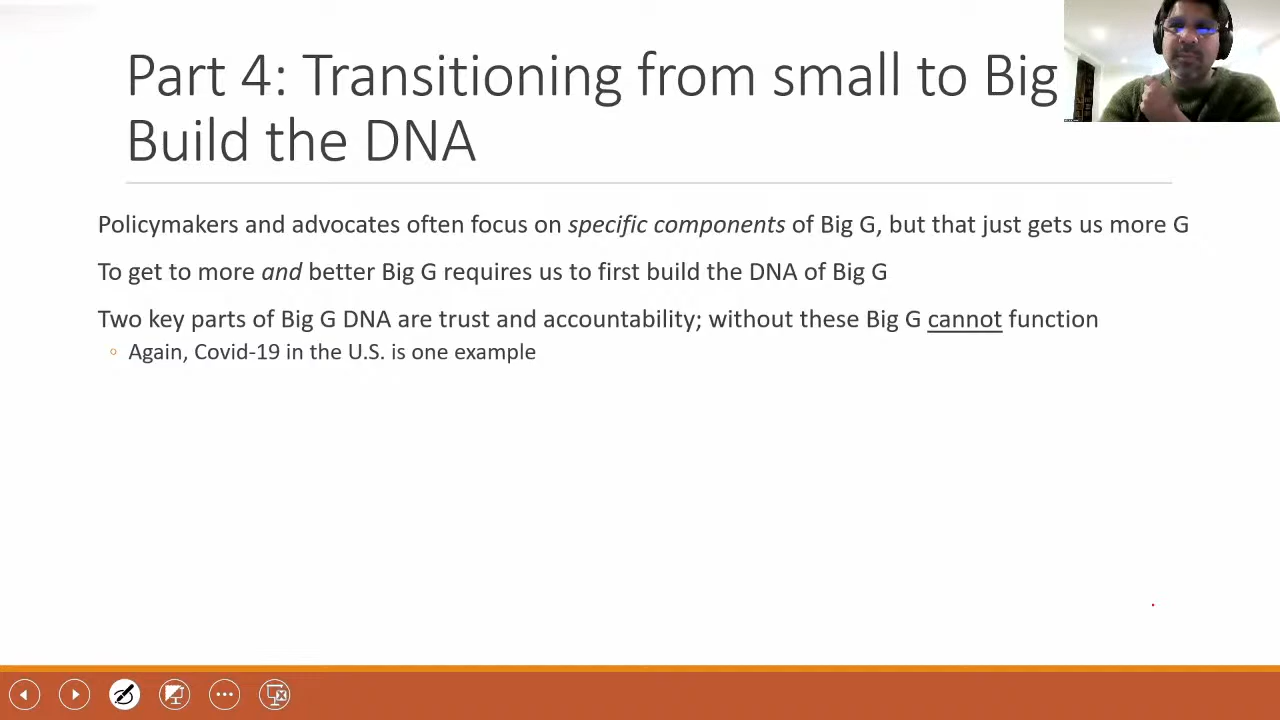 Part 4: Transitioning from small to Big
Build the DNA
Policymakers and advocates often focus on specific components of Big G, but that just gets us more G
To get to more and better Big G requires us to first build the DNA of Big G
Two key parts of Big G DNA are trust and accountability; without these Big G cannot function
Again, Covid-19 in the U.S. is one example